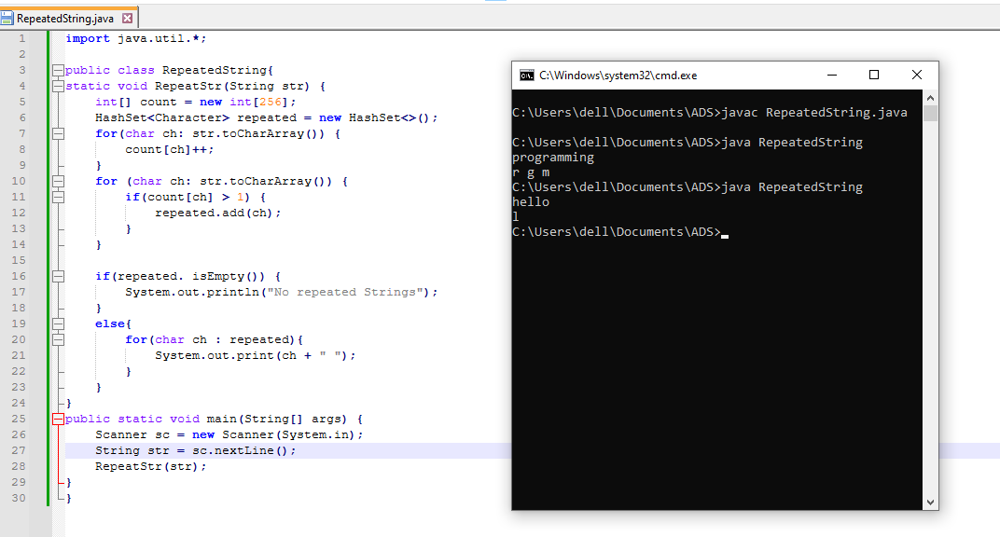 RepeatedString.java
1 import java.util.*;
2
3 public class RepeatedString{
4 static void RepeatStr(String str) {
5 int[] count = new int[256];
6 HashSet<Character> repeated = new HashSet<>();
7 for(char ch: str.toCharArray()) {
8 count[ch]++;
9 }
10 for (char ch: str.toCharArray()) {
11 if(count[ch] > 1) {
12 repeated.add(ch);
13 }
14 }
15
16 if(repeated. isEmpty()) {
17 System.out.println("No repeated Strings");
18 }
19 else{
20 for(char ch : repeated){
21 System.out.print(ch + " ");
22 }
23 }
24 }
25 public static void main(String[] args) {
26 Scanner sc = new Scanner(System.in);
27 String str = sc.nextLine();
28 RepeatStr(str);
29 }
30 }
C:\Windows\system32\cmd.exe
C:\Users\dell\Documents\ADS>javac RepeatedString.java
C:\Users\dell\Documents\ADS>java RepeatedString
programming
r g m
C:\Users\dell\Documents\ADS>java RepeatedString
hello
l
C:\Users\dell\Documents\ADS>